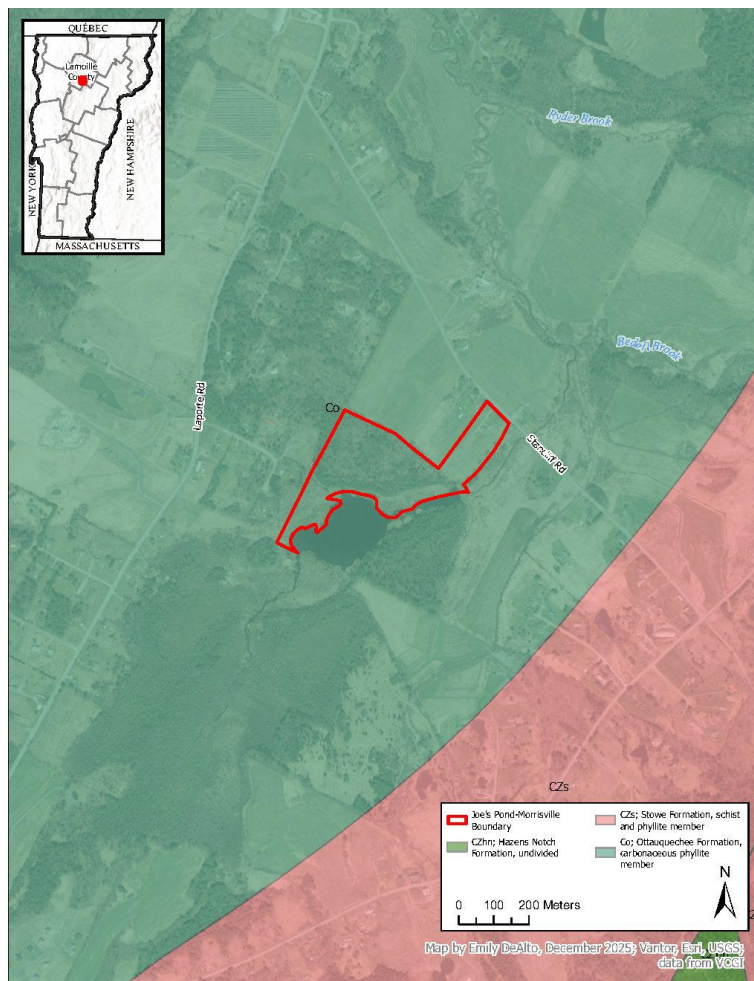 QUÉBEC
Lamoille
County
NEW YORK
NEW HAMPSHIRE
MASSACHUSETTS
Ryder Brook
Bedell Brook
Laporte Rd
Co
Stancliff Rd
CZs
Joe's Pond-Morrisville
Boundary
CZhn; Hazens Notch
Formation, undivided
CZs; Stowe Formation, schist
and phyllite member
Co; Ottauquechee Formation,
carbonaceous phyllite
member
N
0 100 200 Meters
Map by Emily DeAlto, December 2025; Vantor, Esri, USGS;
data from VCGI